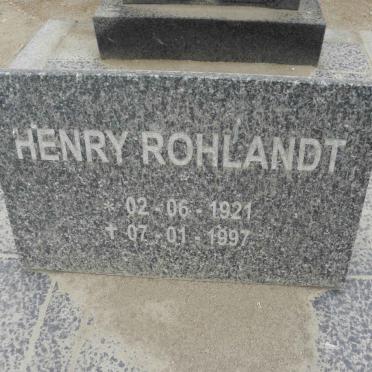 HENRY ROHLANDT
* 02-06-1921
† 07-01-1997